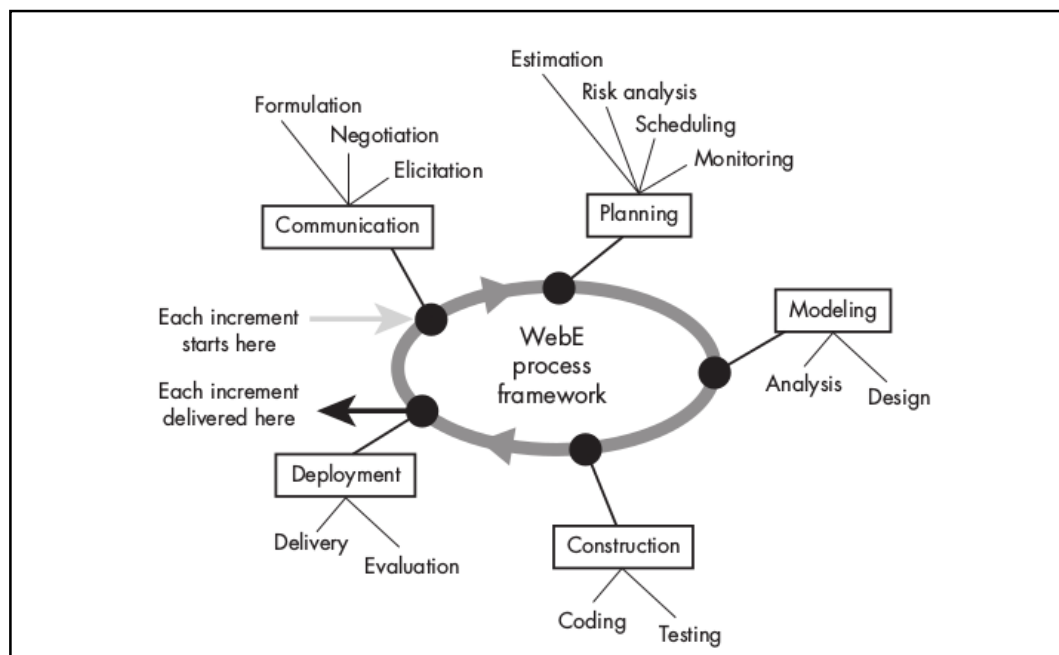 Estimation
Risk analysis
Scheduling
Monitoring
Planning
Formulation
Negotiation
Elicitation
Communication
Each increment
starts here
WebE
process
framework
Modeling
Analysis
Design
Each increment
delivered here
Deployment
Delivery
Evaluation
Construction
Coding
Testing